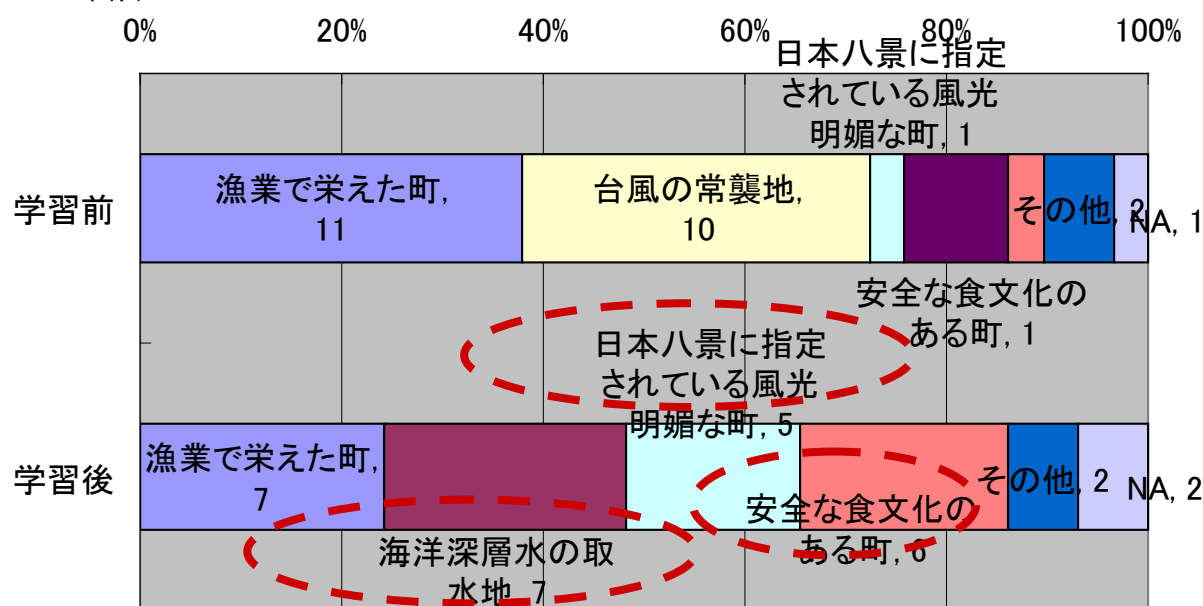 0%
20%
40%
60%
80%
100%
日本八景に指定
されている風光
明媚な町, 1
学習前
漁業で栄えた町,
11
台風の常襲地,
10
その他, 2
NA, 1
安全な食文化の
ある町, 1
日本八景に指定
されている風光
明媚な町, 5
学習後
漁業で栄えた町,
7
その他, 2
NA, 2
安全な食文化の
ある町, 6
海洋深層水の取
水地, 7